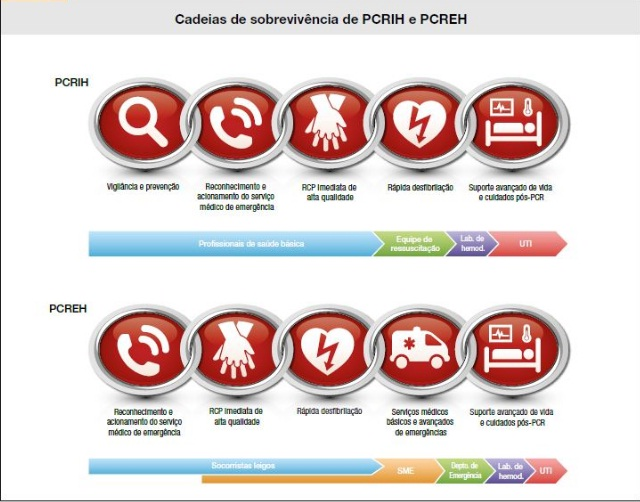 Cadeias de sobrevivência de PCRIH e PCREH
PCRIH
Vigilância e prevenção
Reconhecimento e
acionamento do serviço
médico de emergência
RCP imediata de
alta qualidade
Rápida desfibrilação
Suporte avançado de vida
e cuidados pós-PCR
Profissionais de saúde básica
Equipe de
ressuscitação
Lab. de
hemod.
UTI
PCREH
Reconhecimento e
acionamento do serviço
médico de emergência
RCP imediata de
alta qualidade
Rápida desfibrilação
Serviços médicos
básicos e avançados
de emergências
Suporte avançado de vida
e cuidados pós-PCR
Socorristas leigos
SME
Depto. de
Emergência
Lab. de
hemod.
UTI